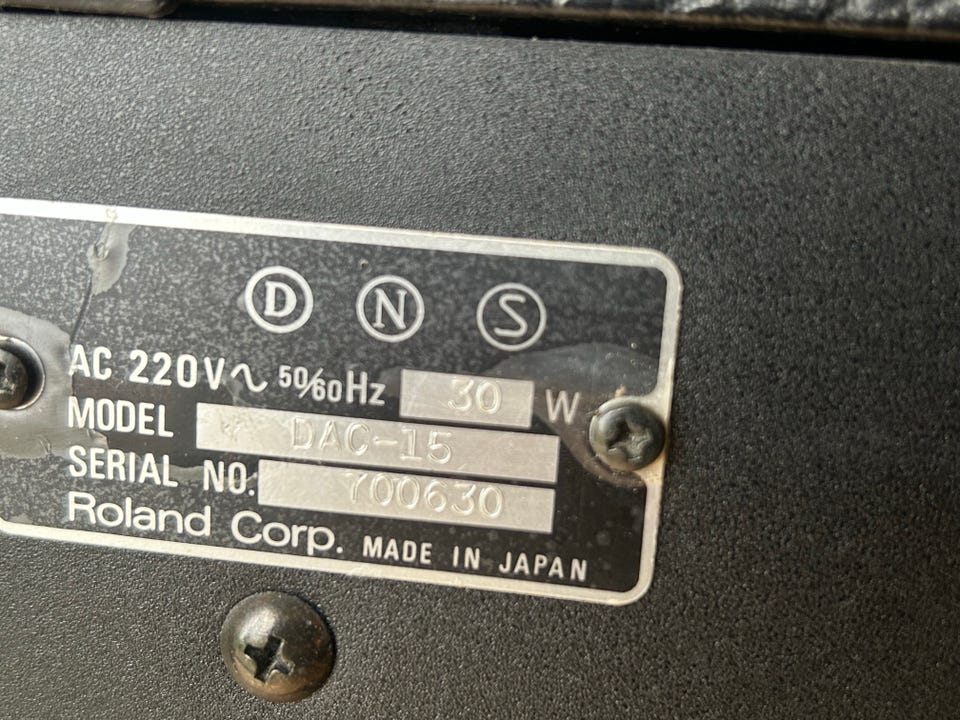 D N S
AC 220V~ 50/60Hz 30 W
MODEL DAC-15
SERIAL NO. 700630
Roland Corp. MADE IN JAPAN